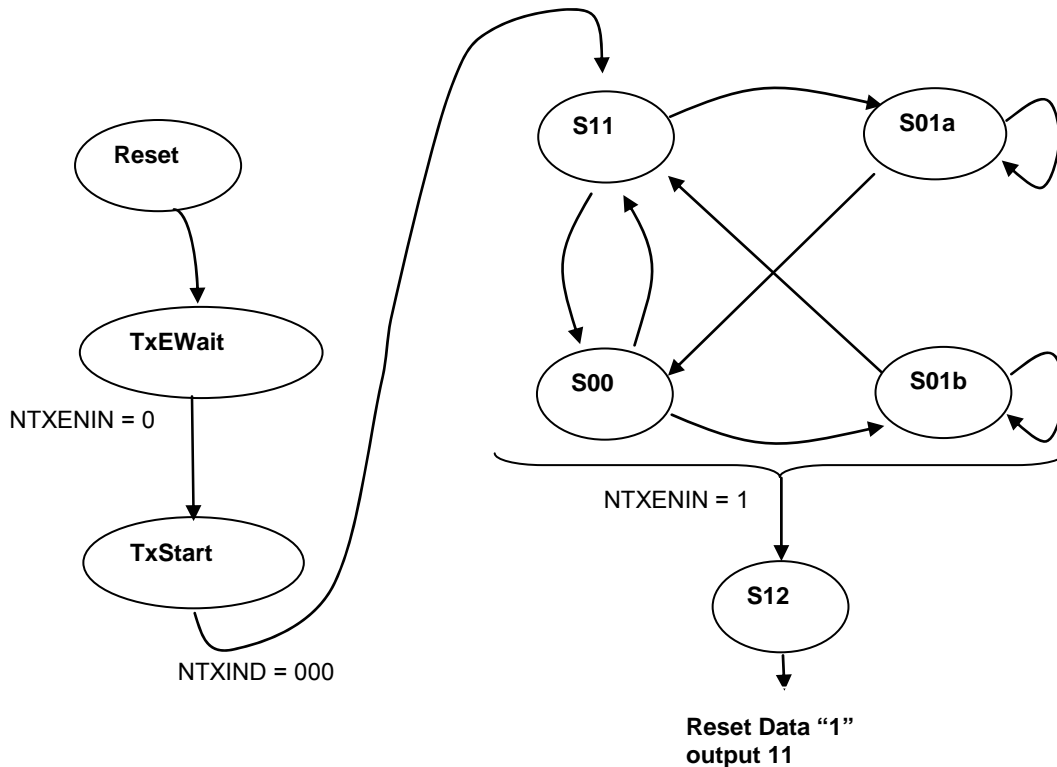 Reset
TxEWait
NTXENIN = 0
TxStart
NTXIND = 000
S11
S01a
S00
S01b
NTXENIN = 1
S12
Reset Data “1”
output 11